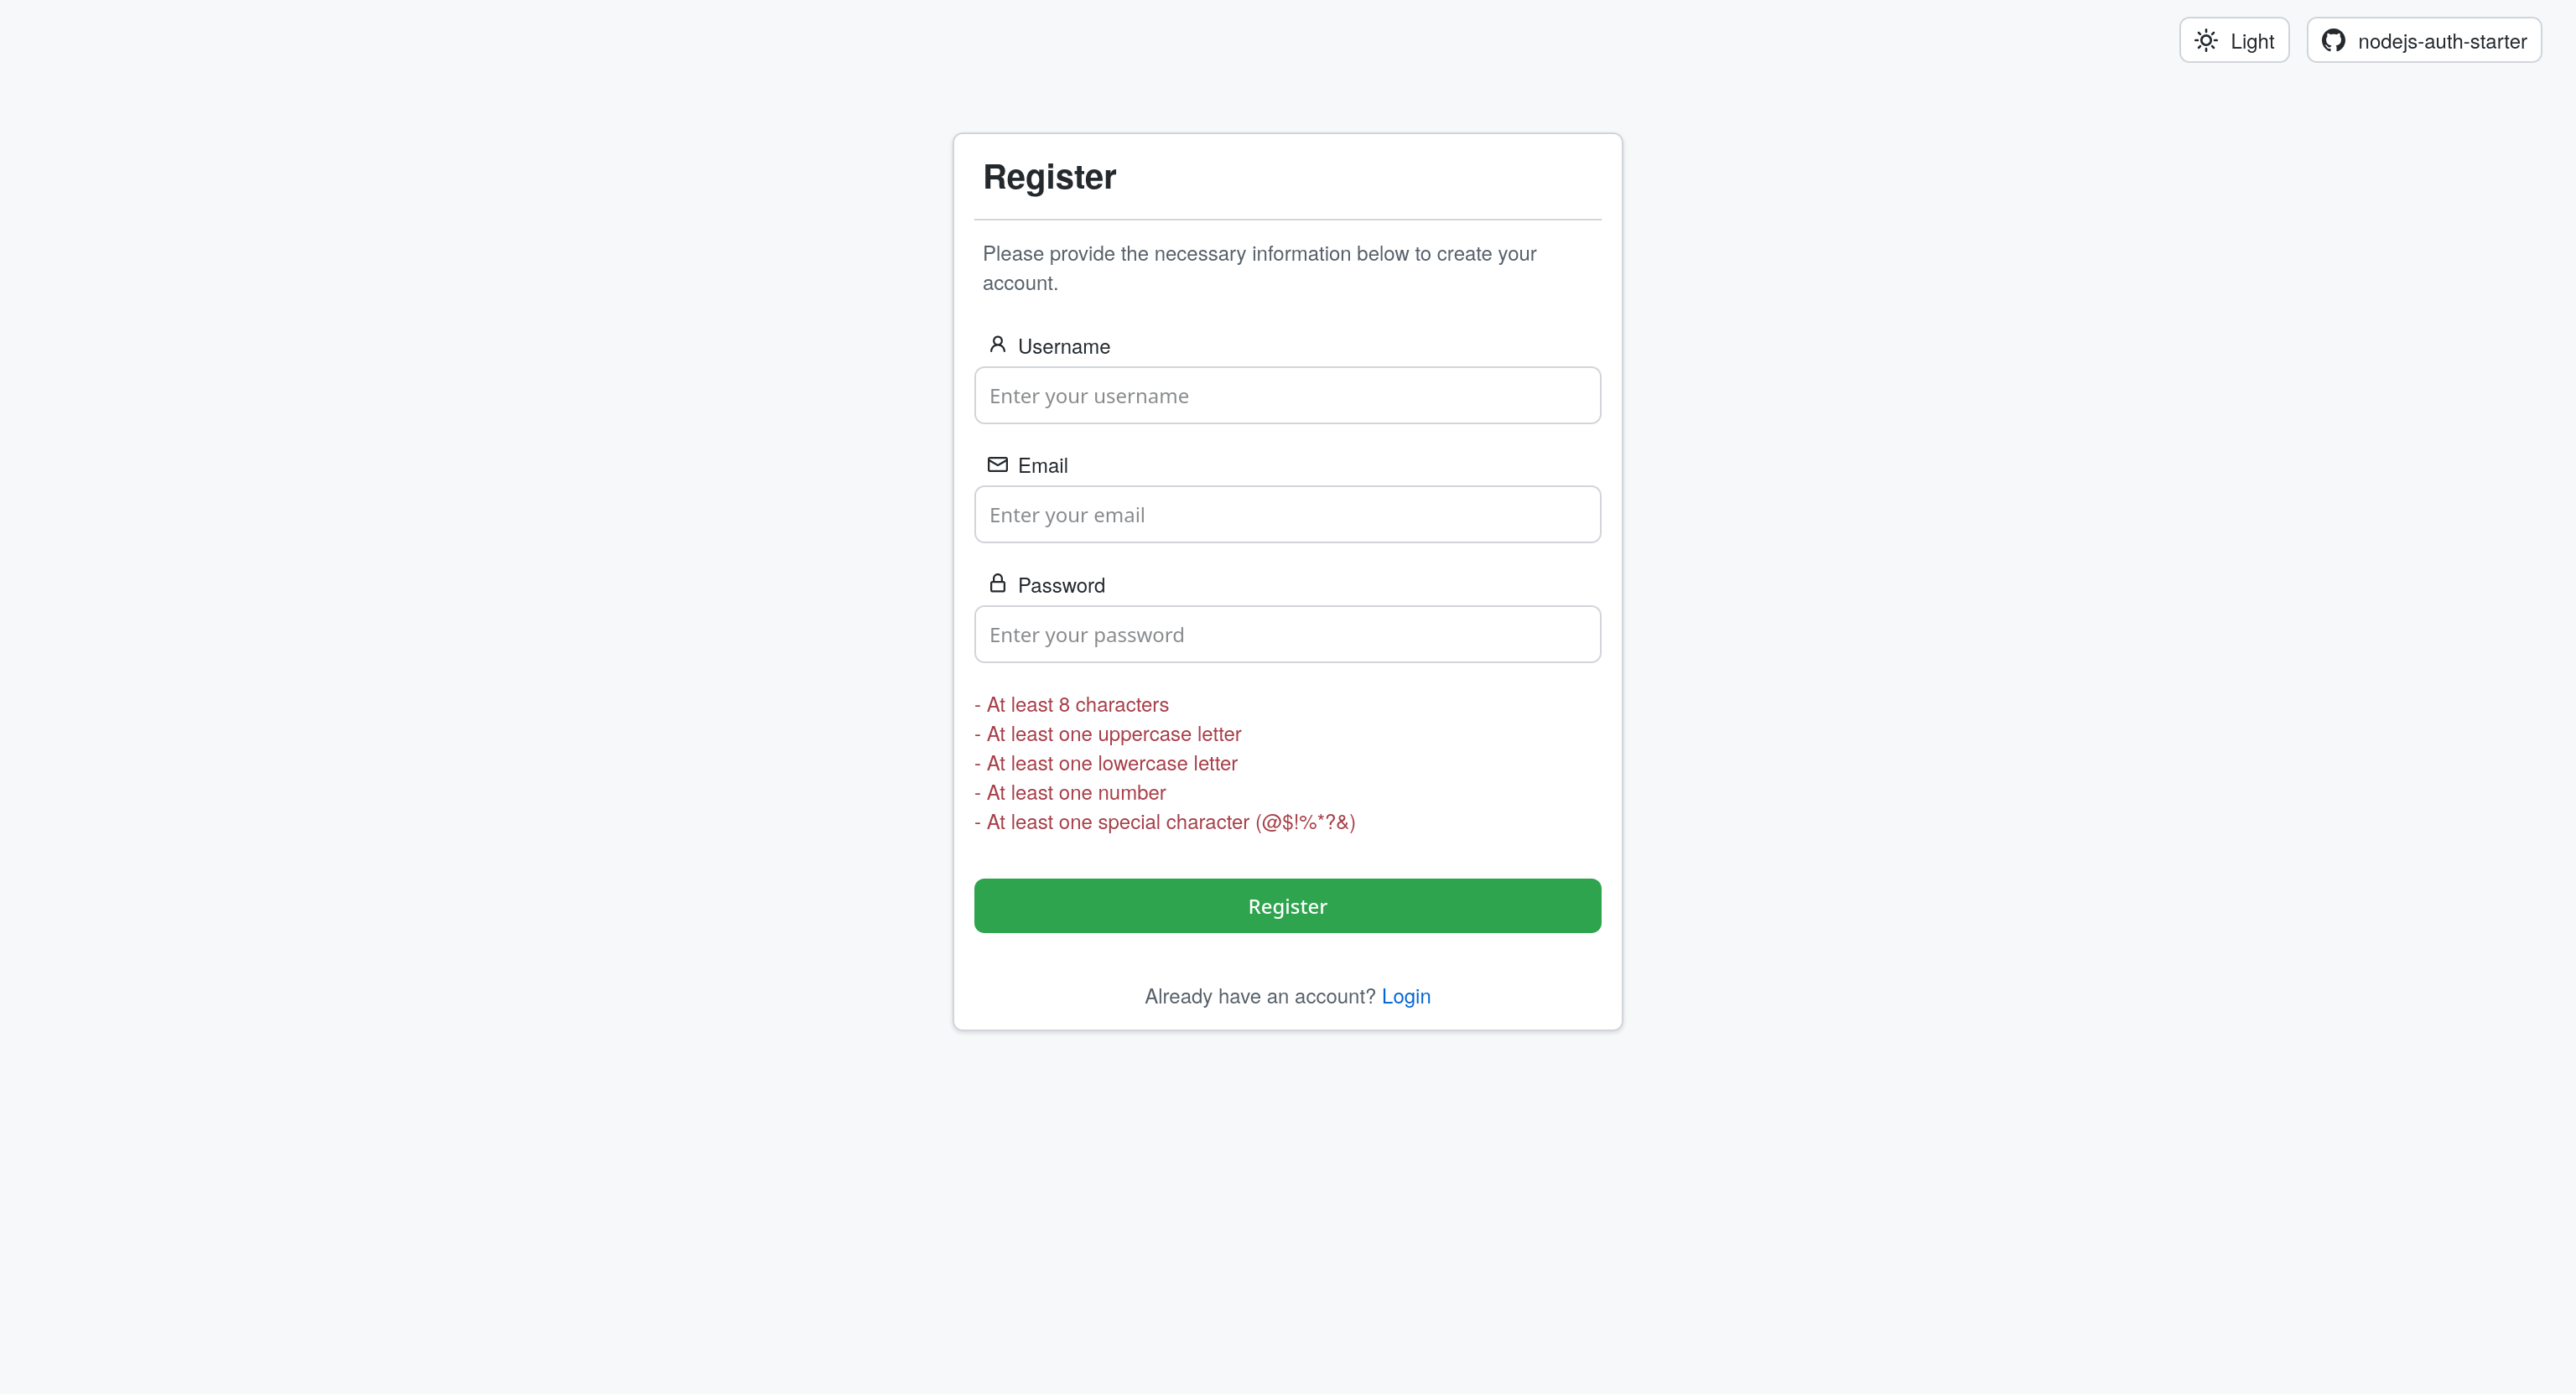 Light
nodejs-auth-starter
Register
Please provide the necessary information below to create your
account.
Username
Enter your username
Email
Enter your email
Password
Enter your password
- At least 8 characters
- At least one uppercase letter
- At least one lowercase letter
- At least one number
- At least one special character (@$!%*?&)
Register
Already have an account? Login